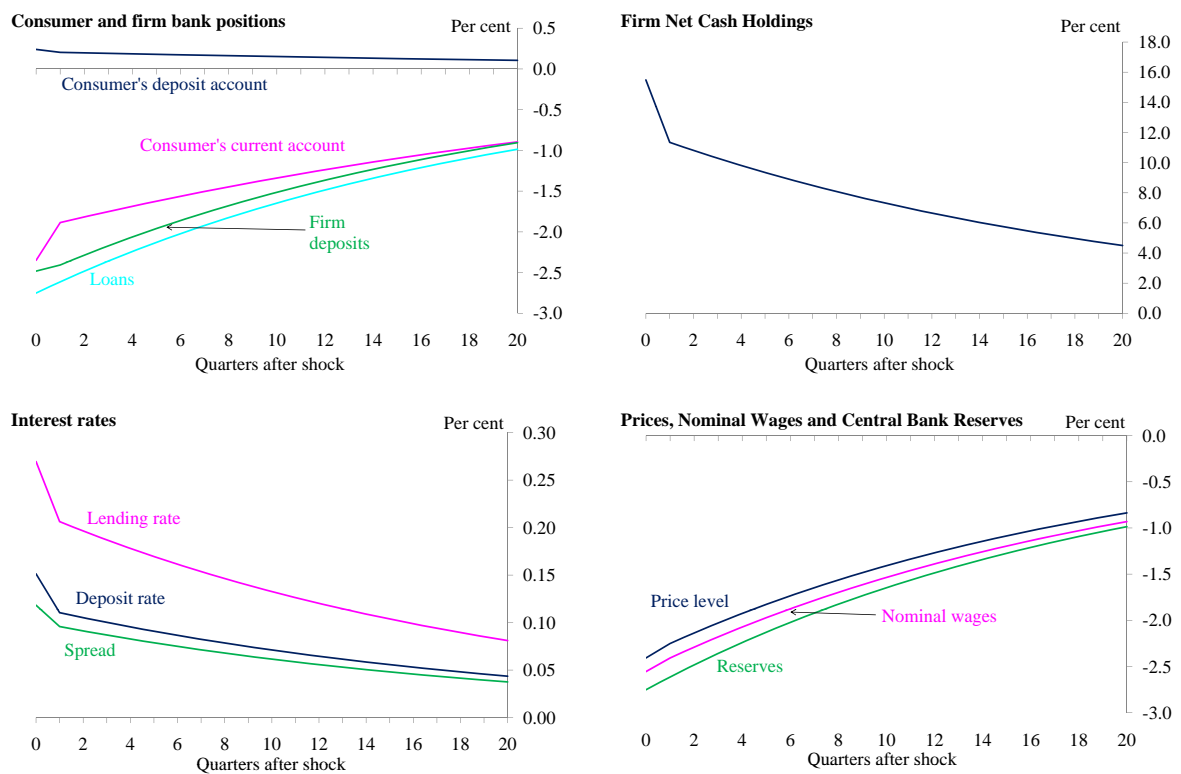 Consumer and firm bank positions
Per cent
0.5
0.0
-0.5
-1.0
-1.5
-2.0
-2.5
-3.0
Consumer's deposit account
Consumer's current account
Firm
deposits
Loans
0 2 4 6 8 10 12 14 16 18 20
Quarters after shock
Firm Net Cash Holdings
Per cent
18.0
16.0
14.0
12.0
10.0
8.0
6.0
4.0
2.0
0.0
0 2 4 6 8 10 12 14 16 18 20
Quarters after shock
Interest rates
Per cent
0.30
0.25
0.20
0.15
0.10
0.05
0.00
Lending rate
Deposit rate
Spread
0 2 4 6 8 10 12 14 16 18 20
Quarters after shock
Prices, Nominal Wages and Central Bank Reserves
Per cent
0.0
-0.5
-1.0
-1.5
-2.0
-2.5
-3.0
Price level
Nominal wages
Reserves
0 2 4 6 8 10 12 14 16 18 20
Quarters after shock